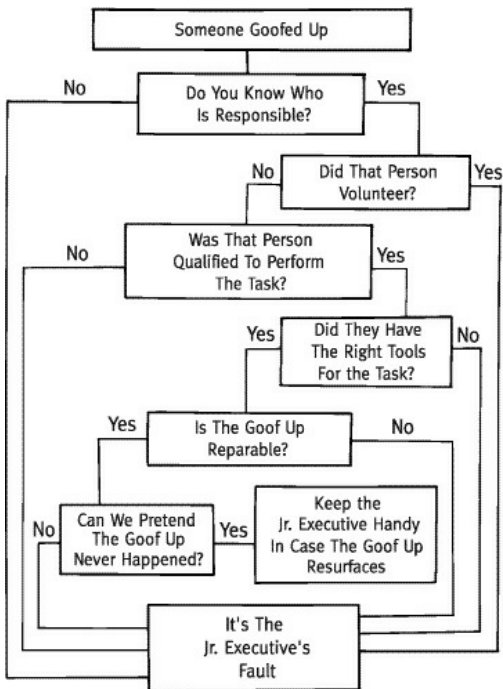 Someone Goofed Up
No
Do You Know Who
Is Responsible?
Yes
No
Did That Person
Volunteer?
Yes
No
Was That Person
Qualified To Perform
The Task?
Yes
Yes
Did They Have
The Right Tools
For the Task?
No
Yes
Is The Goof Up
Reparable?
No
No
Can We Pretend
The Goof Up
Never Happened?
Yes
Keep the
Jr. Executive Handy
In Case The Goof Up
Resurfaces
It's The
Jr. Executive's
Fault